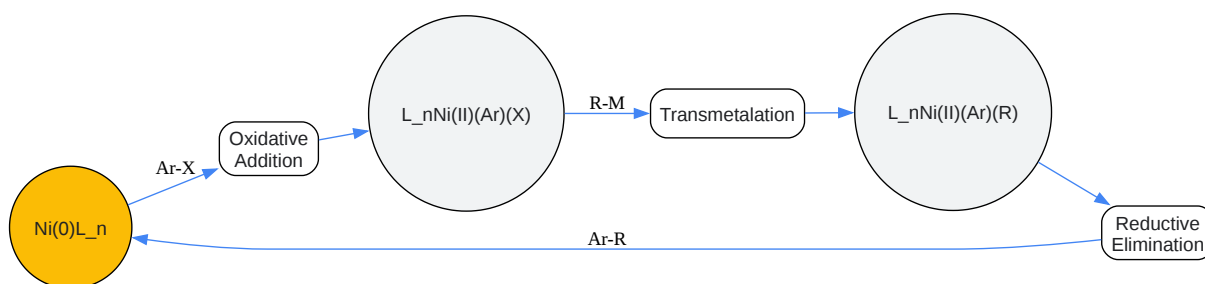 Ni(0)L_n
Ar-X
Oxidative
Addition
L_nNi(II)(Ar)(X)
R-M
Transmetalation
L_nNi(II)(Ar)(R)
Reductive
Elimination
Ar-R